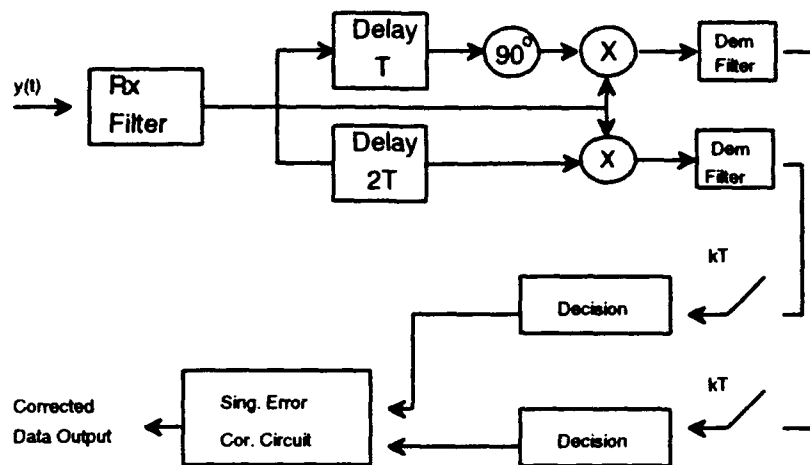 Delay
T
90°
X
Dem
Filter
y(t)
Rx
Filter
Delay
2T
X
Dem
Filter
kT
Decision
kT
Corrected
Data Output
Sing. Error
Cor. Circuit
Decision